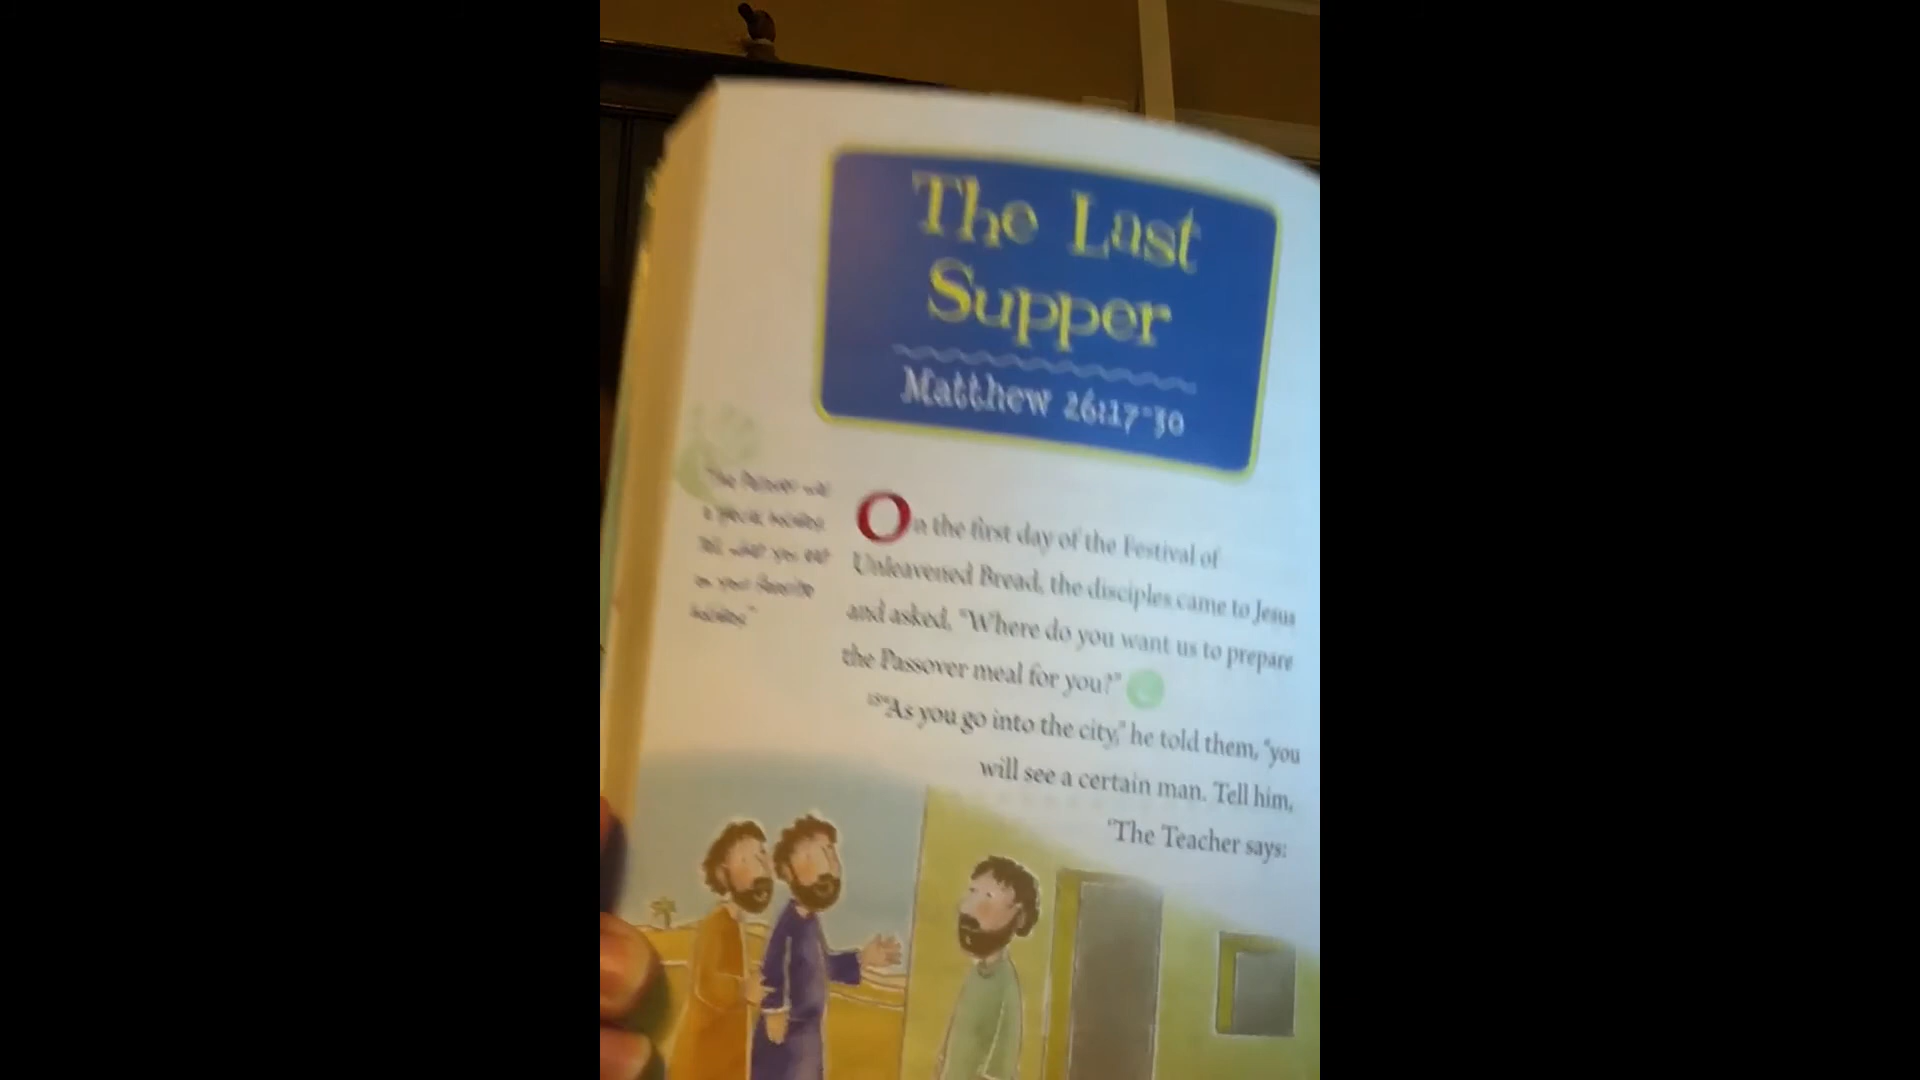 The Last
Supper
Matthew 26:17-30
On the first day of the Festival of
Unleavened Bread, the disciples came to Jesus
and asked, "Where do you want us to prepare
the Passover meal for you?"
18"As you go into the city," he told them, "you
will see a certain man. Tell him,
'The Teacher says: